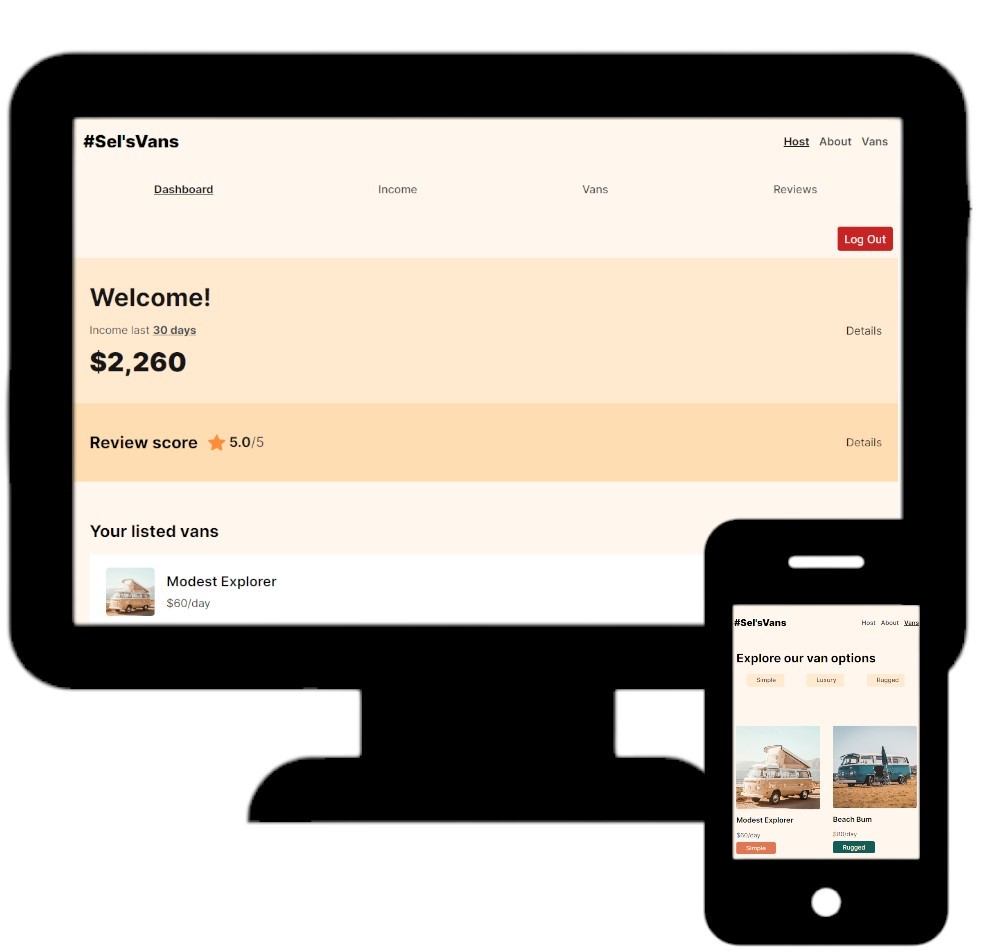 #Sel'sVans
Host About Vans
Dashboard Income Vans Reviews
Log Out
Welcome!
Income last 30 days
Details
$2,260
Review score 5.0/5
Details
Your listed vans
Modest Explorer
$60/day
#Sel'sVans
Host About Vans
Explore our van options
Simple Luxury Rugged
Modest Explorer Beach Bum
$60/day $80/day
Simple Rugged